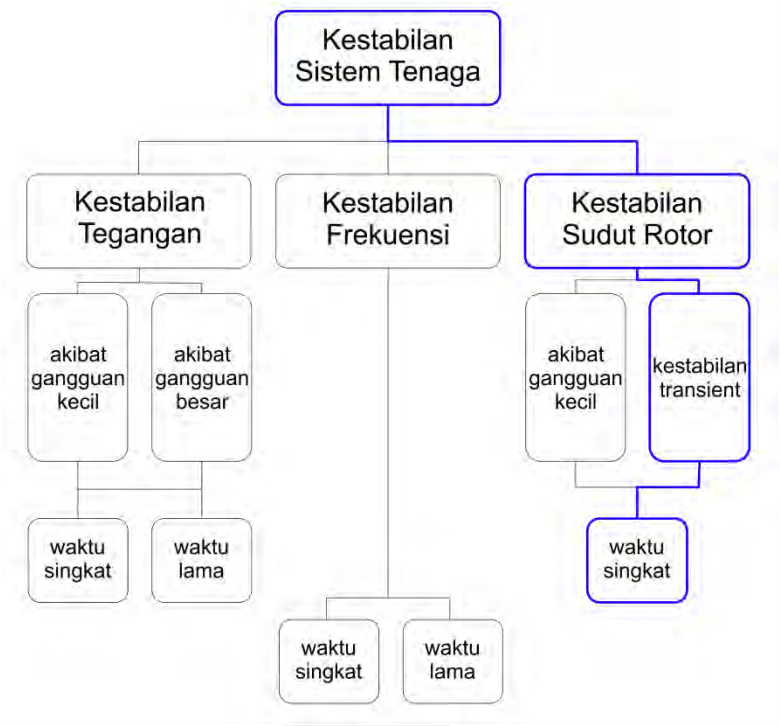 Kestabilan
Sistem Tenaga
Kestabilan
Tegangan
Kestabilan
Frekuensi
Kestabilan
Sudut Rotor
akibat
gangguan
kecil
akibat
gangguan
besar
akibat
gangguan
kecil
kestabilan
transient
waktu
singkat
waktu
lama
waktu
singkat
waktu
singkat
waktu
lama